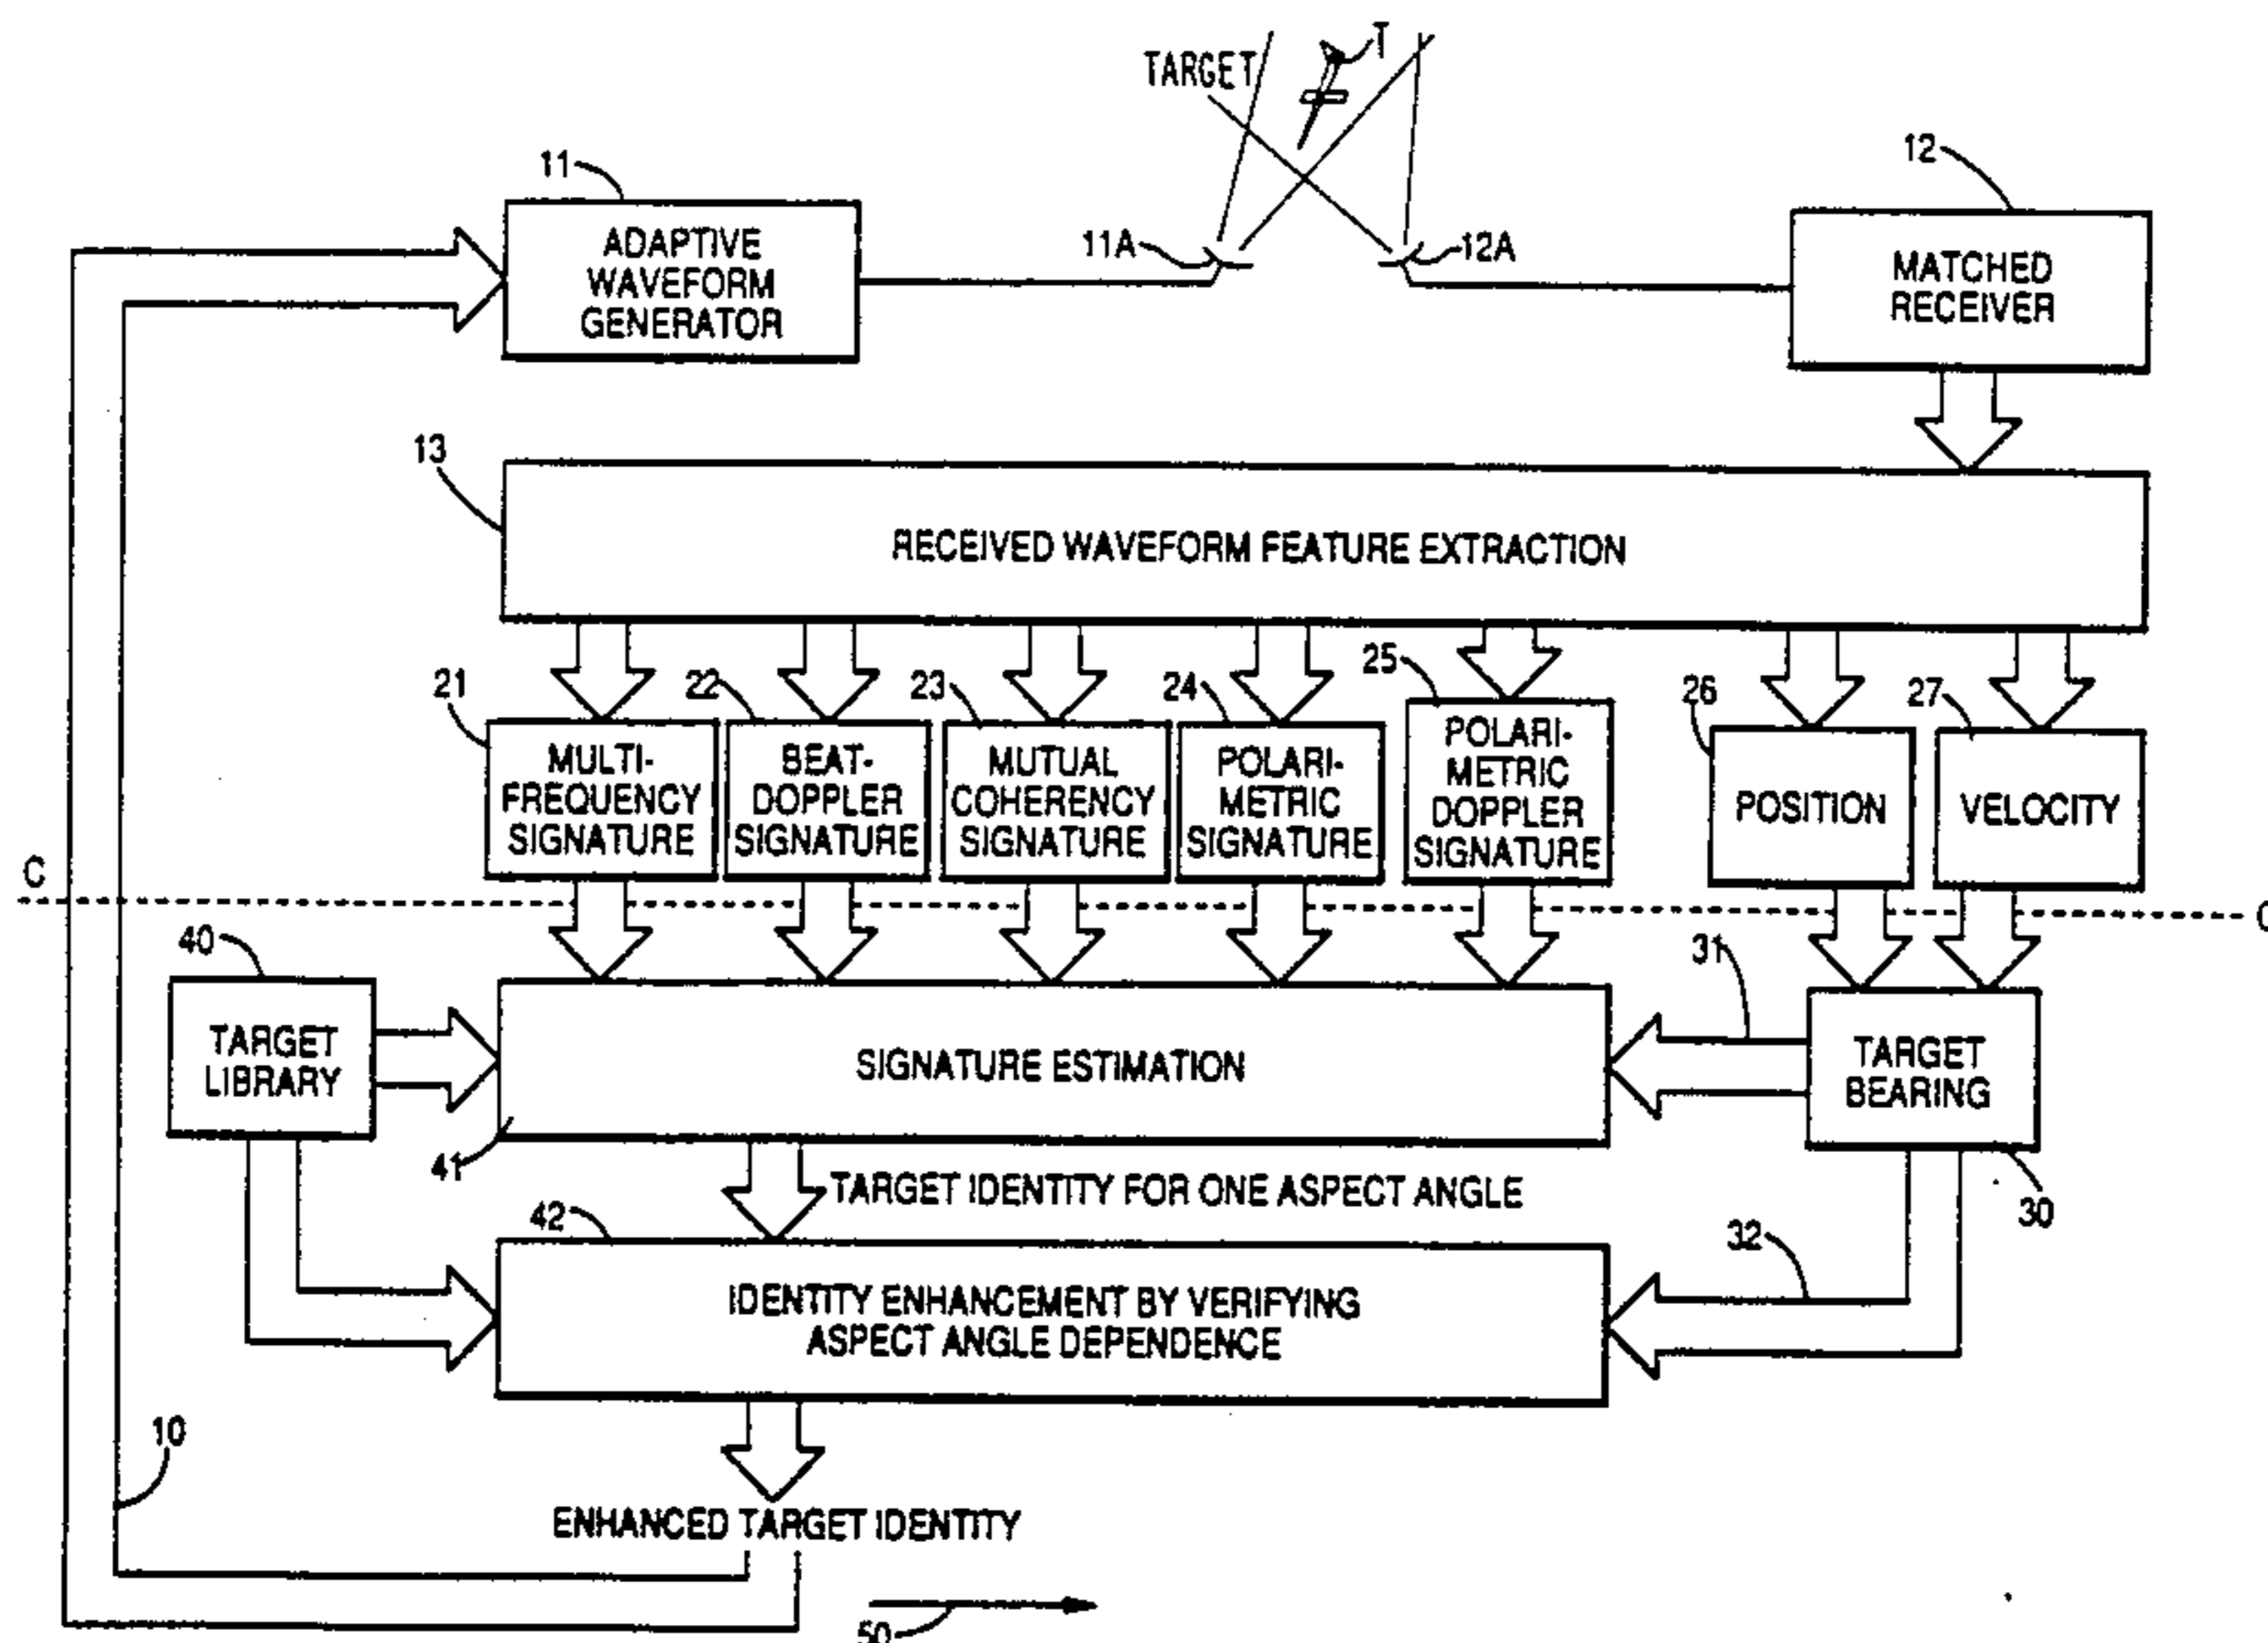 TARGET
T
11
12
ADAPTIVE
WAVEFORM
GENERATOR
11A
12A
MATCHED
RECEIVER
13
RECEIVED WAVEFORM FEATURE EXTRACTION
21
22
23
24
25
26
27
MULTI-
FREQUENCY
SIGNATURE
BEAT-
DOPPLER
SIGNATURE
MUTUAL
COHERENCY
SIGNATURE
POLARI-
METRIC
SIGNATURE
POLARI-
METRIC
DOPPLER
SIGNATURE
POSITION
VELOCITY
C
40
31
TARGET
LIBRARY
SIGNATURE ESTIMATION
TARGET
BEARING
41
TARGET IDENTITY FOR ONE ASPECT ANGLE
30
42
32
IDENTITY ENHANCEMENT BY VERIFYING
ASPECT ANGLE DEPENDENCE
10
ENHANCED TARGET IDENTITY
50